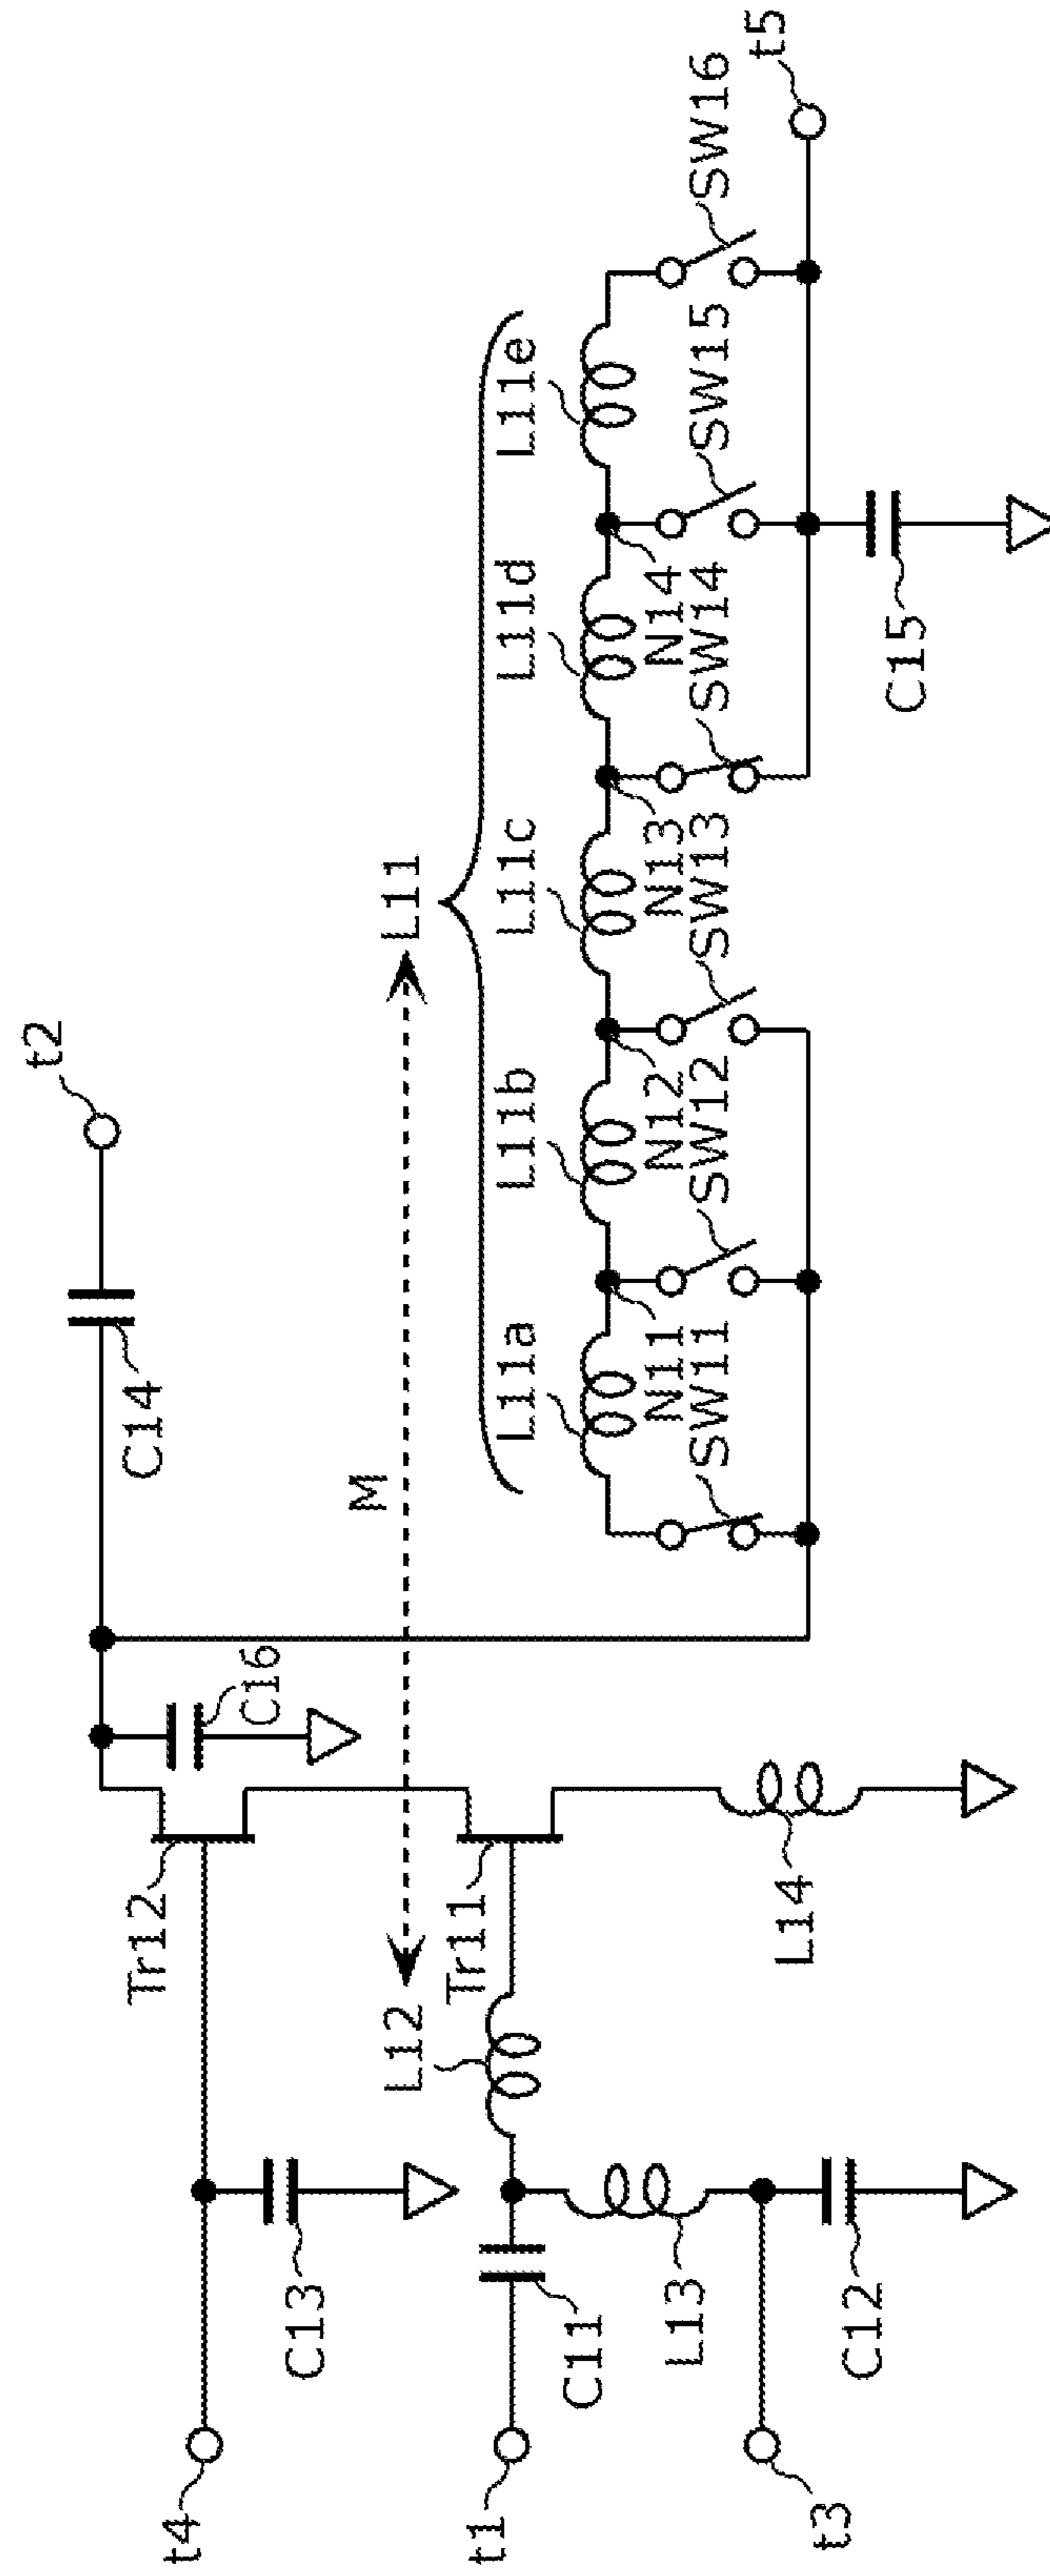 t2
C14
C16
Tr12
t4
C13
M
L11
L12
Tr11
t1
C11
L13
t3
C12
L14
L11a
L11b
L11c
L11d
L11e
N11
N12
N13
N14
SW11
SW12
SW13
SW14
SW15
SW16
t5
C15